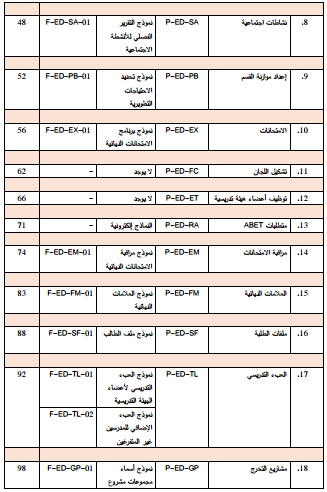 .8 نشاطات اجتماعية P-ED-SA نموذج التقرير F-ED-SA-01 48
الفصلي للأنشطة
الاجتماعية
.9 إعداد موازنة القسم P-ED-PB نموذج تحديد F-ED-PB-01 52
الاحتياجات
التطويرية
.10 الامتحانات P-ED-EX نموذج برنامج F-ED-EX-01 56
الامتحانات النهائية
.11 تشكيل اللجان P-ED-FC لا يوجد – 62
.12 توظيف أعضاء هيئة تدريسية P-ED-ET لا يوجد – 66
.13 متطلبات ABET P-ED-RA النماذج إلكترونية – 71
.14 مراقبة الامتحانات P-ED-EM نموذج مراقبة F-ED-EM-01 74
الامتحانات النهائية
.15 العلامات النهائية P-ED-FM نموذج العلامات F-ED-FM-01 83
النهائية
.16 ملفات الطلبة P-ED-SF نموذج ملف الطالب F-ED-SF-01 88
.17 العبء التدريسي P-ED-TL نموذج العبء F-ED-TL-01 92
التدريسي لأعضاء
الهيئة التدريسية
نموذج العبء F-ED-TL-02
الإضافي للمدرسين
غير المتفرغين
.18 مشاريع التخرج P-ED-GP نموذج أسماء F-ED-GP-01 98
مجموعات مشروع